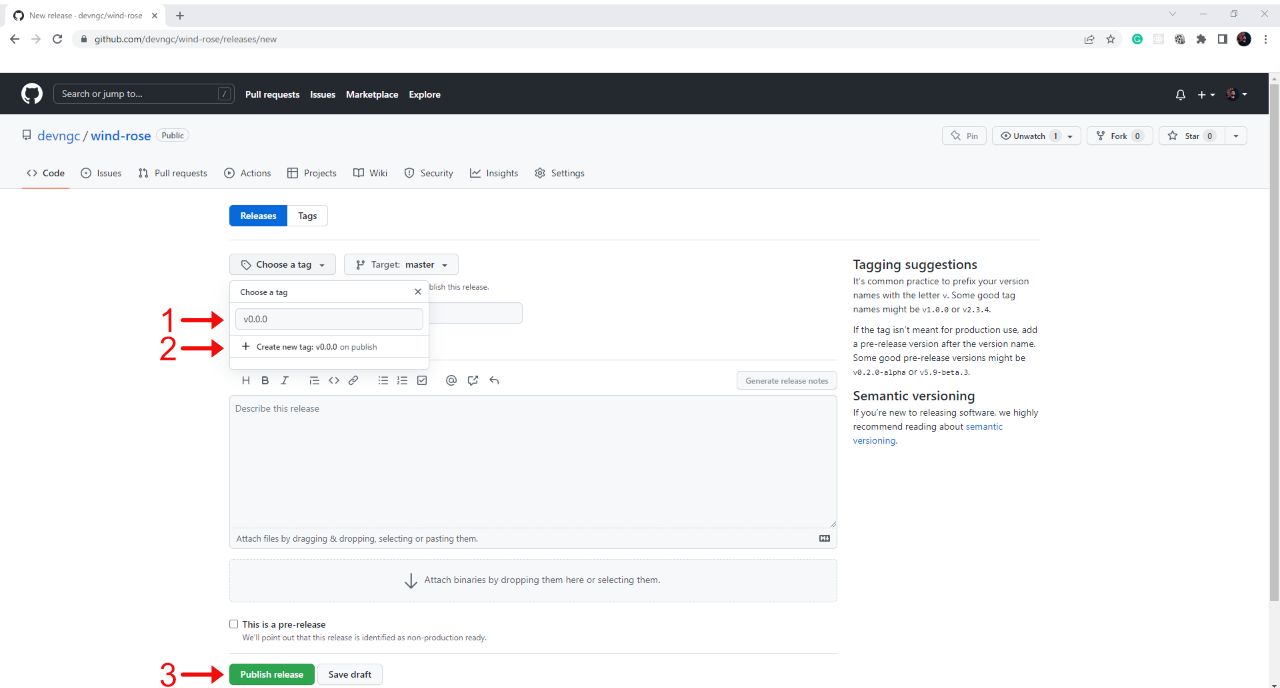 New release · devngc/wind-rose
github.com/devngc/wind-rose/releases/new
Search or jump to... /
Pull requests Issues Marketplace Explore
devngc / wind-rose Public
Pin Unwatch 1 Fork 0 Star 0
Code Issues Pull requests Actions Projects Wiki Security Insights Settings
Releases Tags
Choose a tag Target: master
Choose a tag
blish this release.
1 v0.0.0
2 Create new tag: v0.0.0 on publish
H B I
Generate release notes
Describe this release
Attach files by dragging & dropping, selecting or pasting them.
Attach binaries by dropping them here or selecting them.
This is a pre-release
We'll point out that this release is identified as non-production ready.
3 Publish release Save draft
Tagging suggestions
It's common practice to prefix your version
names with the letter v. Some good tag
names might be v1.0.0 or v2.3.4.
If the tag isn't meant for production use, add
a pre-release version after the version name.
Some good pre-release versions might be
v0.2.0-alpha or v5.9-beta.3.
Semantic versioning
If you're new to releasing software, we highly
recommend reading about semantic
versioning.